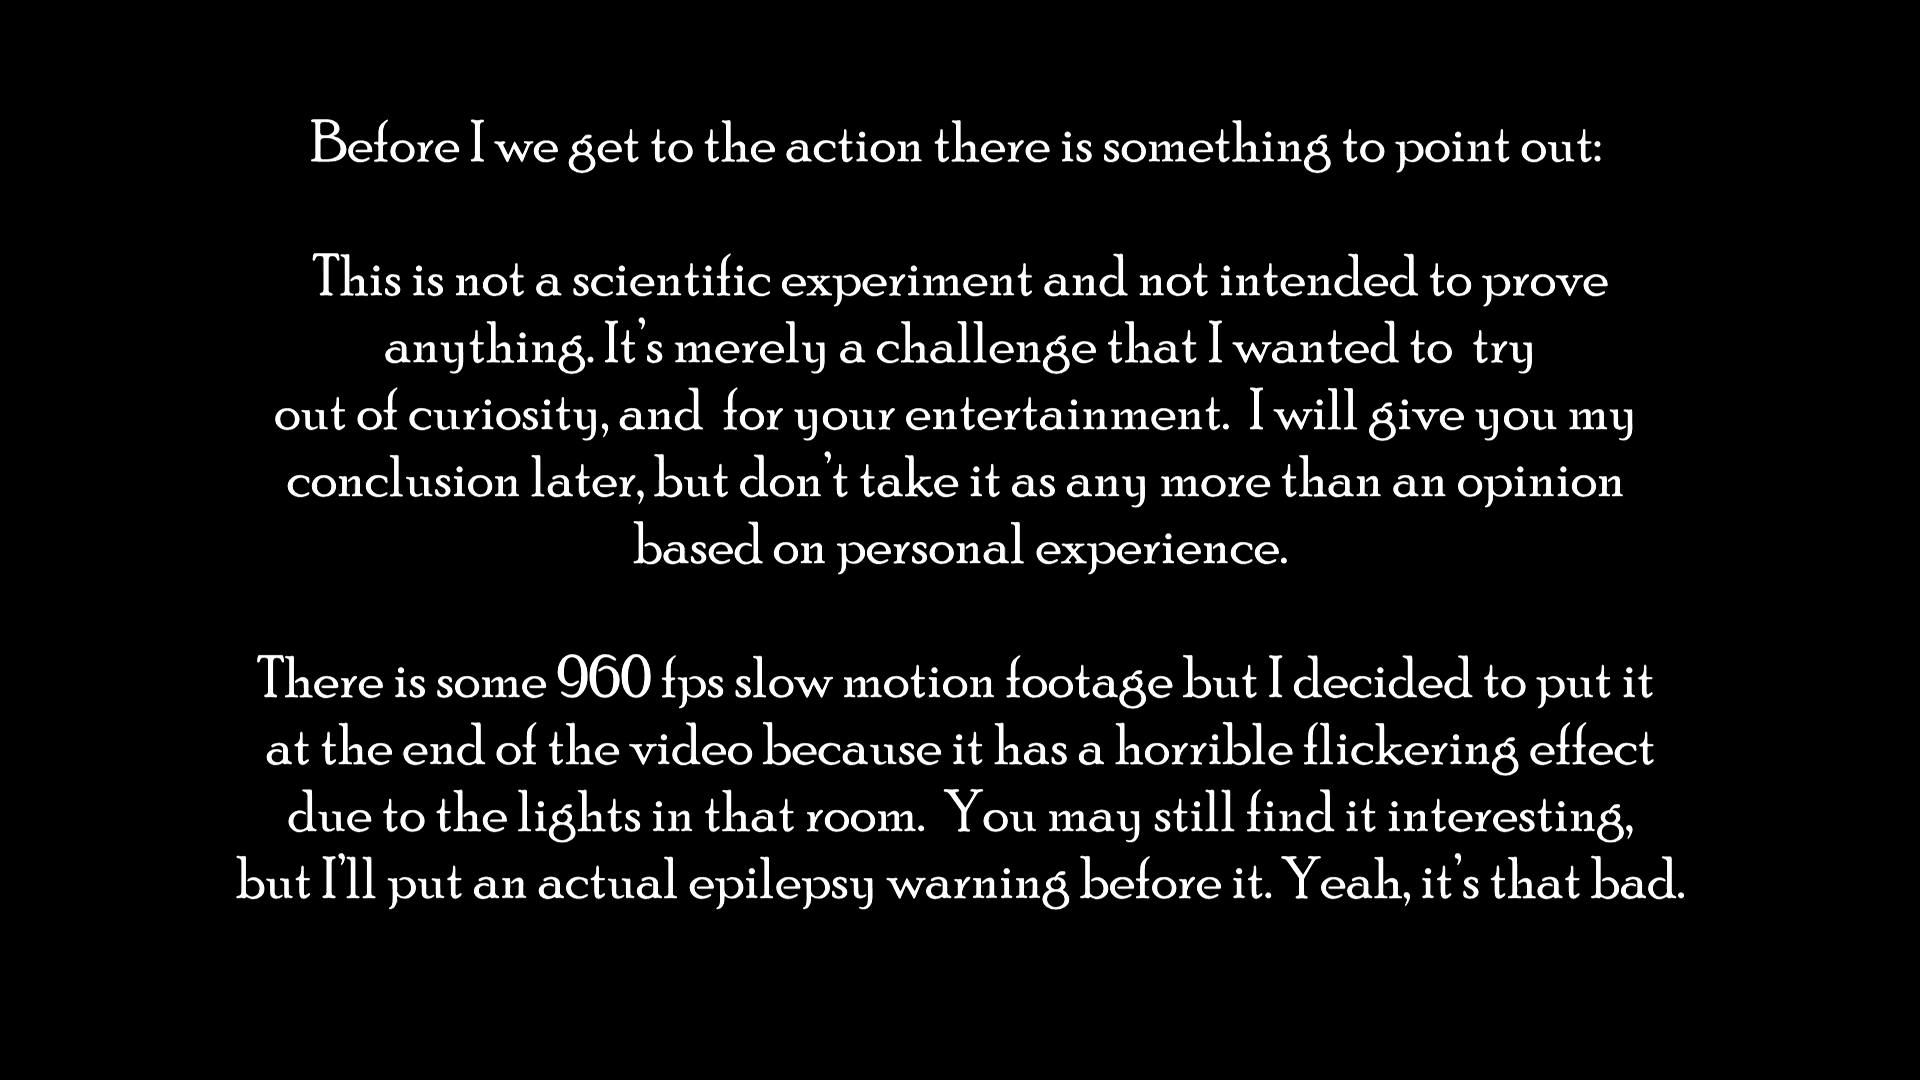 Before I we get to the action there is something to point out:
This is not a scientific experiment and not intended to prove
anything. It's merely a challenge that I wanted to  try
out of curiosity, and  for your entertainment.  I will give you my
conclusion later, but don't take it as any more than an opinion
based on personal experience.
There is some 960 fps slow motion footage but I decided to put it
at the end of the video because it has a horrible flickering effect
due to the lights in that room.  You may still find it interesting,
but I'll put an actual epilepsy warning before it. Yeah, it's that bad.